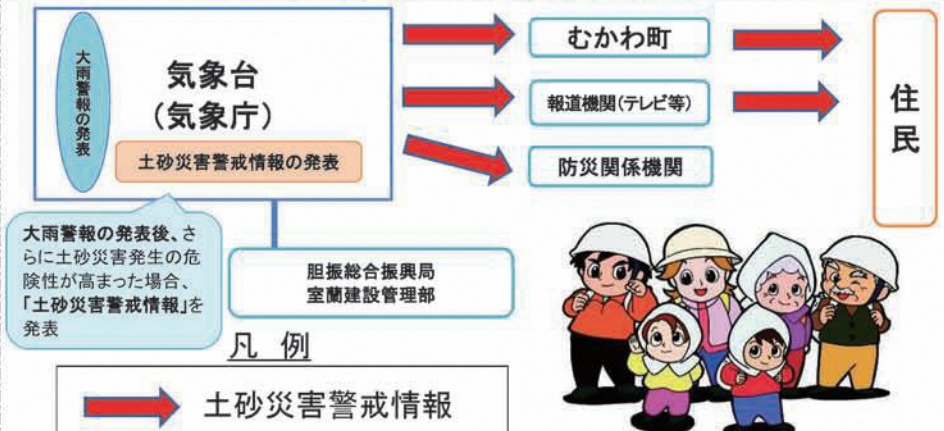 大雨警報の発表
気象台
(気象庁)
土砂災害警戒情報の発表
むかわ町
報道機関(テレビ等)
防災関係機関
住民
大雨警報の発表後、さ
らに土砂災害発生の危
険性が高まった場合、
「土砂災害警戒情報」を
発表
胆振総合振興局
室蘭建設管理部
凡 例
土砂災害警戒情報